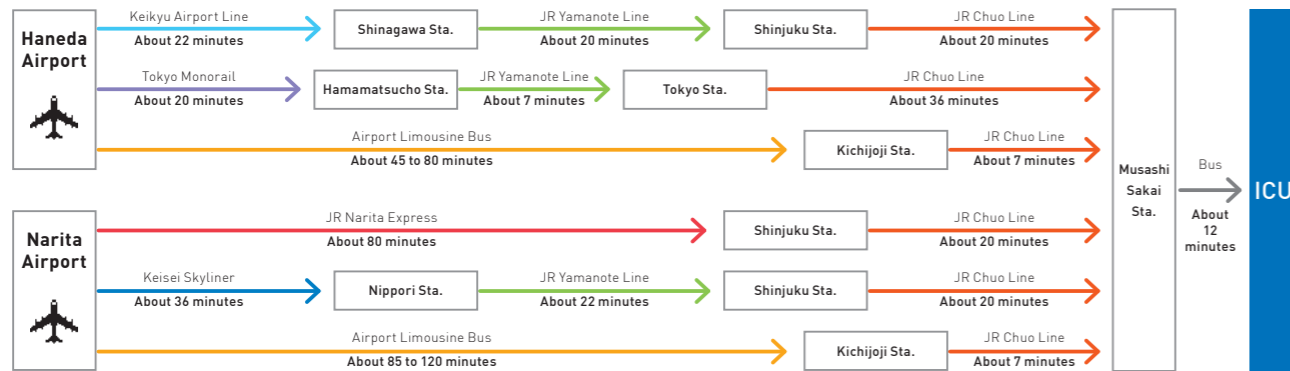 Haneda
Airport
Keikyu Airport Line
About 22 minutes
Shinagawa Sta.
JR Yamanote Line
About 20 minutes
Shinjuku Sta.
JR Chuo Line
About 20 minutes
Tokyo Monorail
About 20 minutes
Hamamatsucho Sta.
JR Yamanote Line
About 7 minutes
Tokyo Sta.
JR Chuo Line
About 36 minutes
Airport Limousine Bus
About 45 to 80 minutes
Kichijoji Sta.
JR Chuo Line
About 7 minutes
Narita
Airport
JR Narita Express
About 80 minutes
Shinjuku Sta.
JR Chuo Line
About 20 minutes
Keisei Skyliner
About 36 minutes
Nippori Sta.
JR Yamanote Line
About 22 minutes
Shinjuku Sta.
JR Chuo Line
About 20 minutes
Airport Limousine Bus
About 85 to 120 minutes
Kichijoji Sta.
JR Chuo Line
About 7 minutes
Musashi
Sakai
Sta.
Bus
About
12
minutes
ICU